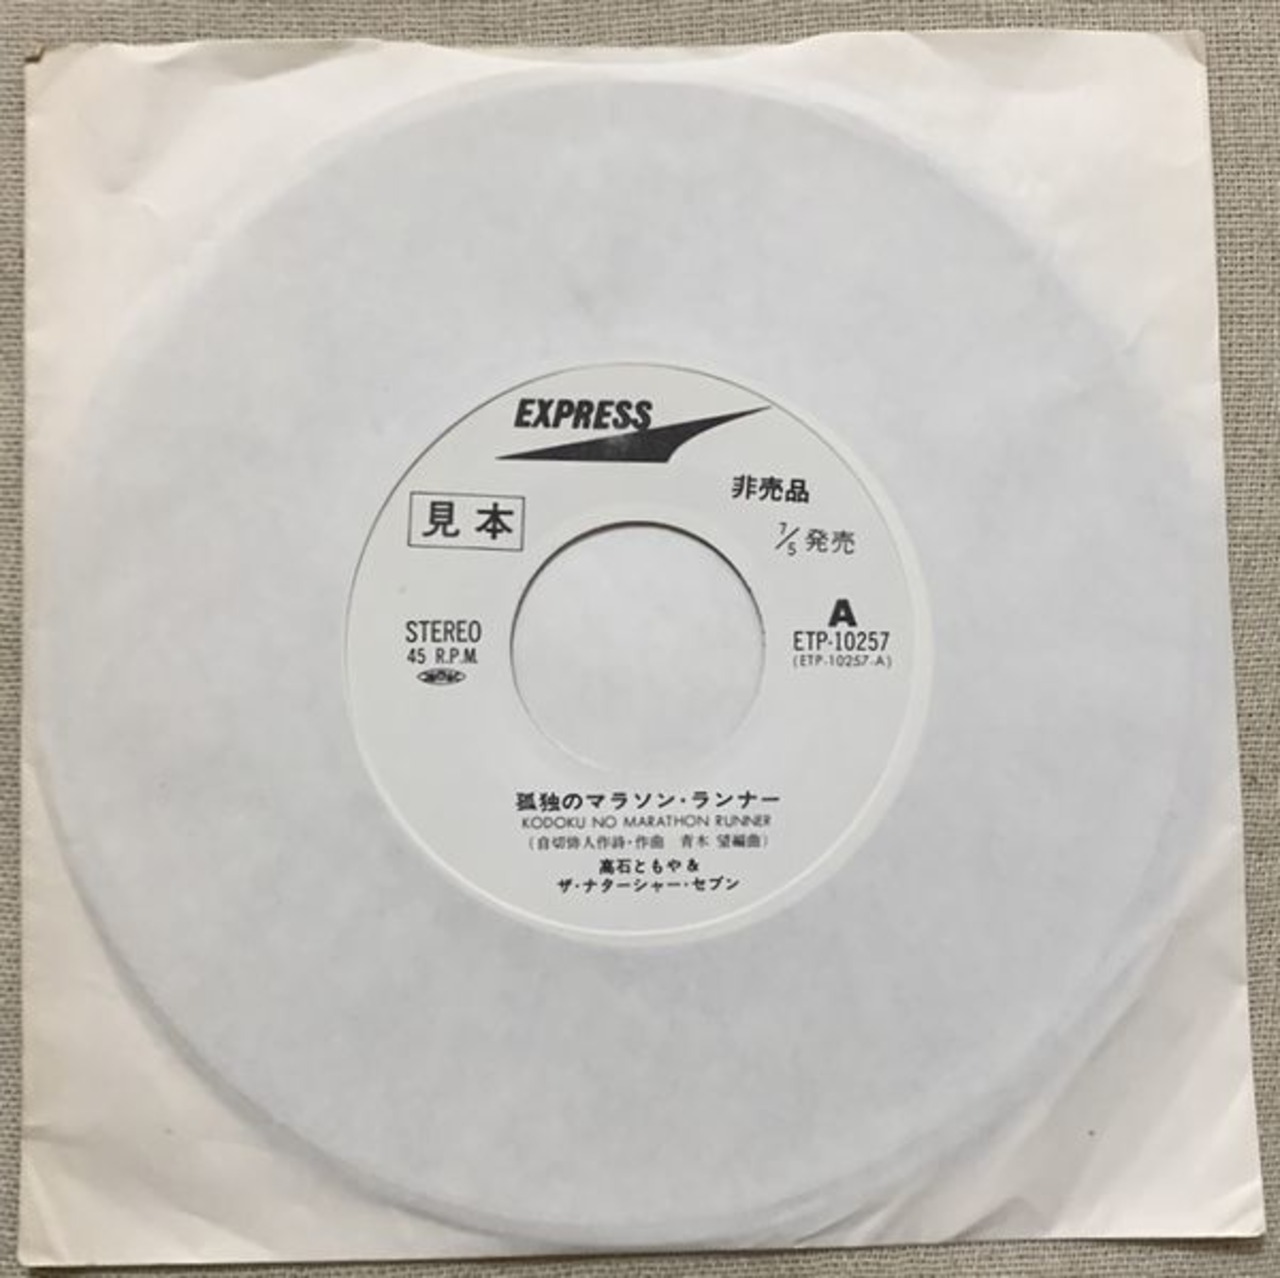 EXPRESS
非売品
見本
7/5 発売
A
STEREO
ETP-10257
45 R.P.M.
(ETP-10257-A)
孤独のマラソン・ランナー
KODOKU NO MARATHON RUNNER
(自切俳人作詩・作曲 青木 望編曲)
高石ともや&
ザ・ナターシャー・セブン